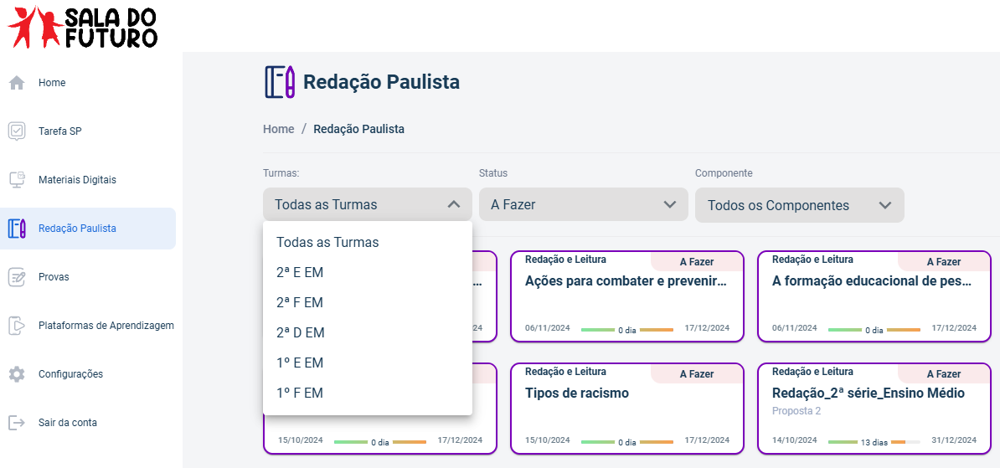 SALA DO
FUTURO
Home
Tarefa SP
Materiais Digitais
Redação Paulista
Provas
Plataformas de Aprendizagem
Configurações
Sair da conta
Redação Paulista
Home / Redação Paulista
Turmas:
Todas as Turmas
Status
A Fazer
Componente
Todos os Componentes
Todas as Turmas
2ª E EM
2ª F EM
2ª D EM
1º E EM
1º F EM
...
24
Redação e Leitura
A Fazer
Ações para combater e prevenir...
06/11/2024 0 dia 17/12/2024
Redação e Leitura
A Fazer
A formação educacional de pes...
06/11/2024 0 dia 17/12/2024
15/10/2024 0 dia 17/12/2024
Redação e Leitura
A Fazer
Tipos de racismo
15/10/2024 0 dia 17/12/2024
Redação e Leitura
A Fazer
Redação_2ª série_Ensino Médio
Proposta 2
14/10/2024 13 dias 31/12/2024